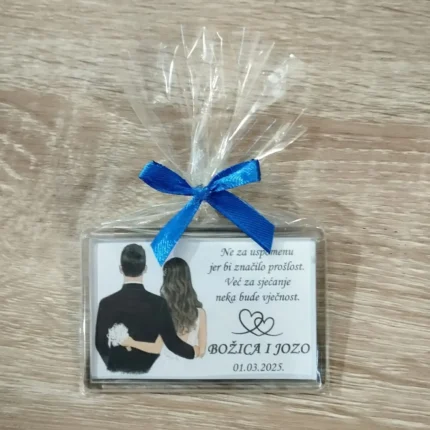 Ne za uspomenu
jer bi značilo prošlost.
Već za sjećanje
neka bude vječnost.
BOŽICA I JOZO
01.03.2025.